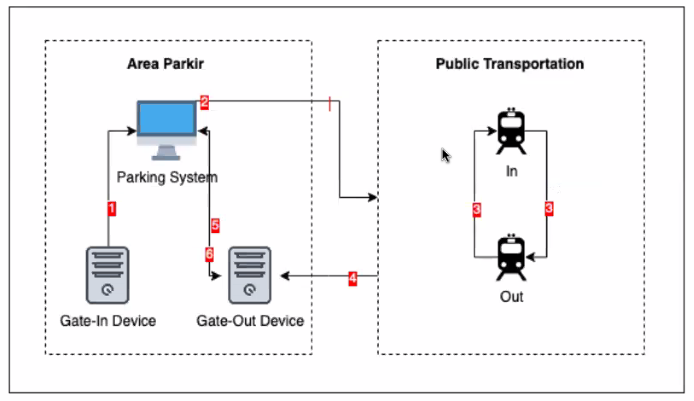 Area Parkir
Public Transportation
2
Parking System
In
1
3
3
5
6
4
Gate-In Device
Gate-Out Device
Out